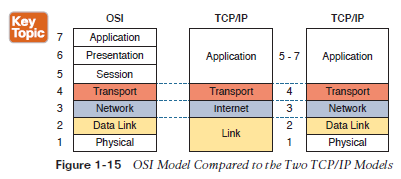 Key Topic
OSI TCP/IP TCP/IP
7 Application
6 Presentation Application 5 - 7 Application
5 Session
4 Transport Transport 4 Transport
3 Network Internet 3 Network
2 Data Link Link 2 Data Link
1 Physical 1 Physical
Figure 1-15 OSI Model Compared to the Two TCP/IP Models